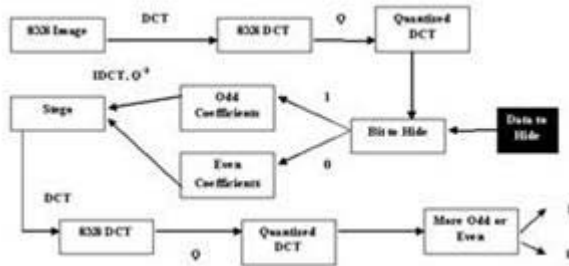 DCT
Q
Quantized
DCT
8X8 Image
8X8 DCT
IDCT, Q⁻¹
Stego
Odd
Coefficients
1
Bit to Hide
Data to
Hide
Even
Coefficients
0
DCT
8X8 DCT
Q
Quantized
DCT
More Odd or
Even